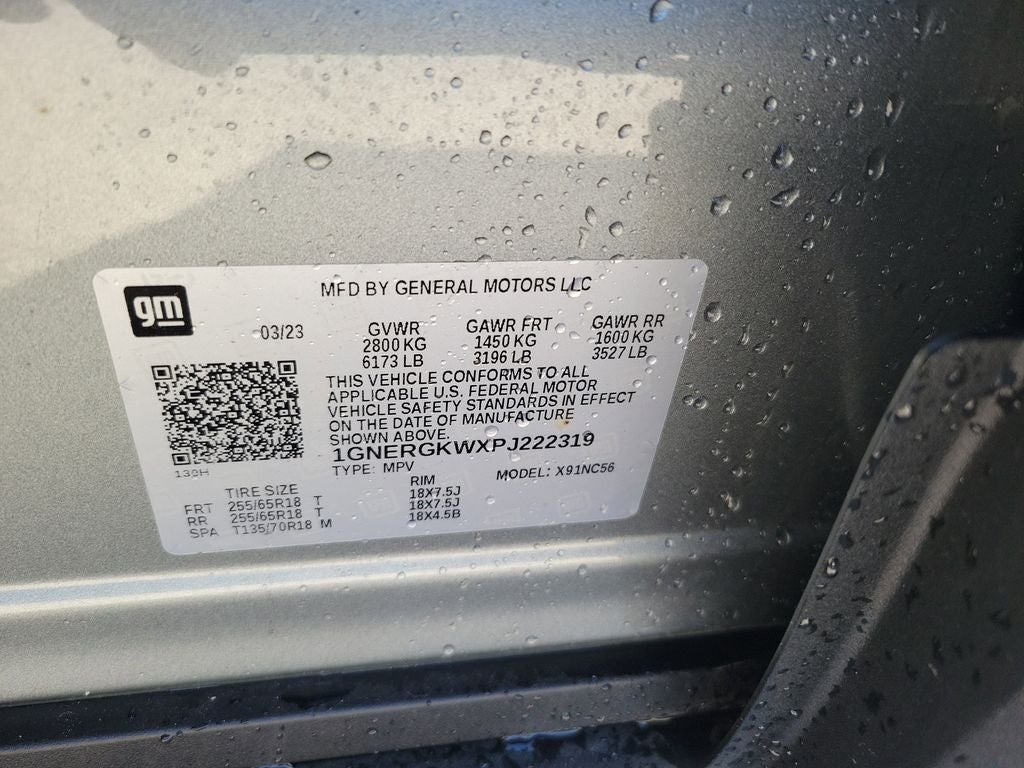 gm
MFD BY GENERAL MOTORS LLC
03/23 GVWR GAWR FRT GAWR RR
2800 KG 1450 KG 1600 KG
6173 LB 3196 LB 3527 LB
THIS VEHICLE CONFORMS TO ALL
APPLICABLE U.S. FEDERAL MOTOR
VEHICLE SAFETY STANDARDS IN EFFECT
ON THE DATE OF MANUFACTURE
SHOWN ABOVE.
1GNERGKWXPJ222319
TYPE: MPV MODEL: X91NC56
130H
TIRE SIZE RIM
FRT 255/65R18 T 18X7.5J
RR 255/65R18 T 18X7.5J
SPA T135/70R18 M 18X4.5B